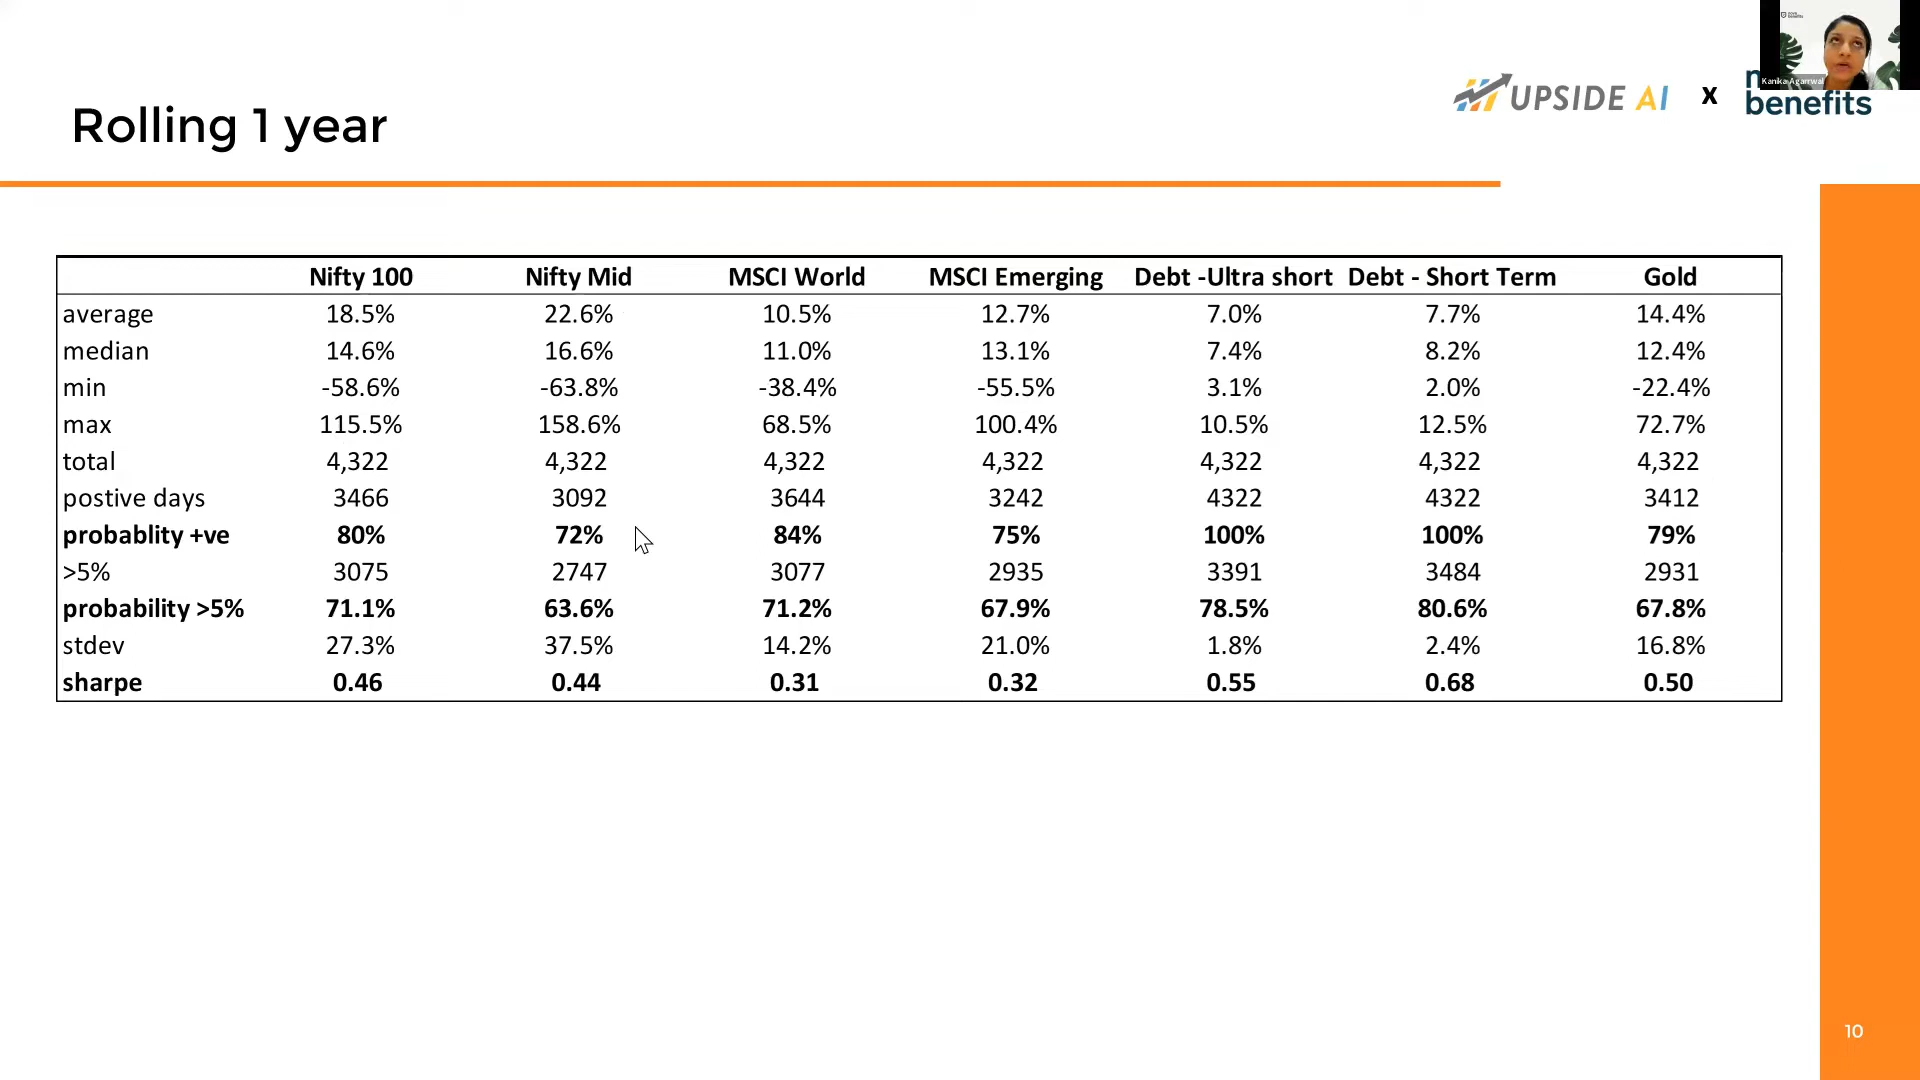 Kanika Agarrwal
Rolling 1 year
UPSIDE AI x benefits
Nifty 100 Nifty Mid MSCI World MSCI Emerging Debt -Ultra short Debt - Short Term Gold
average 18.5% 22.6% 10.5% 12.7% 7.0% 7.7% 14.4%
median 14.6% 16.6% 11.0% 13.1% 7.4% 8.2% 12.4%
min -58.6% -63.8% -38.4% -55.5% 3.1% 2.0% -22.4%
max 115.5% 158.6% 68.5% 100.4% 10.5% 12.5% 72.7%
total 4,322 4,322 4,322 4,322 4,322 4,322 4,322
postive days 3466 3092 3644 3242 4322 4322 3412
probablity +ve 80% 72% 84% 75% 100% 100% 79%
>5% 3075 2747 3077 2935 3391 3484 2931
probability >5% 71.1% 63.6% 71.2% 67.9% 78.5% 80.6% 67.8%
stdev 27.3% 37.5% 14.2% 21.0% 1.8% 2.4% 16.8%
sharpe 0.46 0.44 0.31 0.32 0.55 0.68 0.50
10